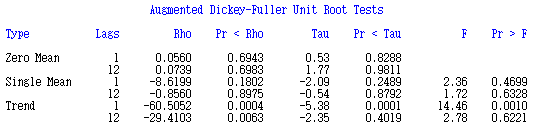 Augmented Dickey-Fuller Unit Root Tests
Type Lags Rho Pr < Rho Tau Pr < Tau F Pr > F
Zero Mean 1 0.0560 0.6943 0.53 0.8288
12 0.0739 0.6983 1.77 0.9811
Single Mean 1 -8.6199 0.1802 -2.09 0.2489 2.36 0.4699
12 -0.8560 0.8975 -0.54 0.8792 1.72 0.6328
Trend 1 -60.5052 0.0004 -5.38 0.0001 14.46 0.0010
12 -29.4103 0.0063 -2.35 0.4019 2.78 0.6221